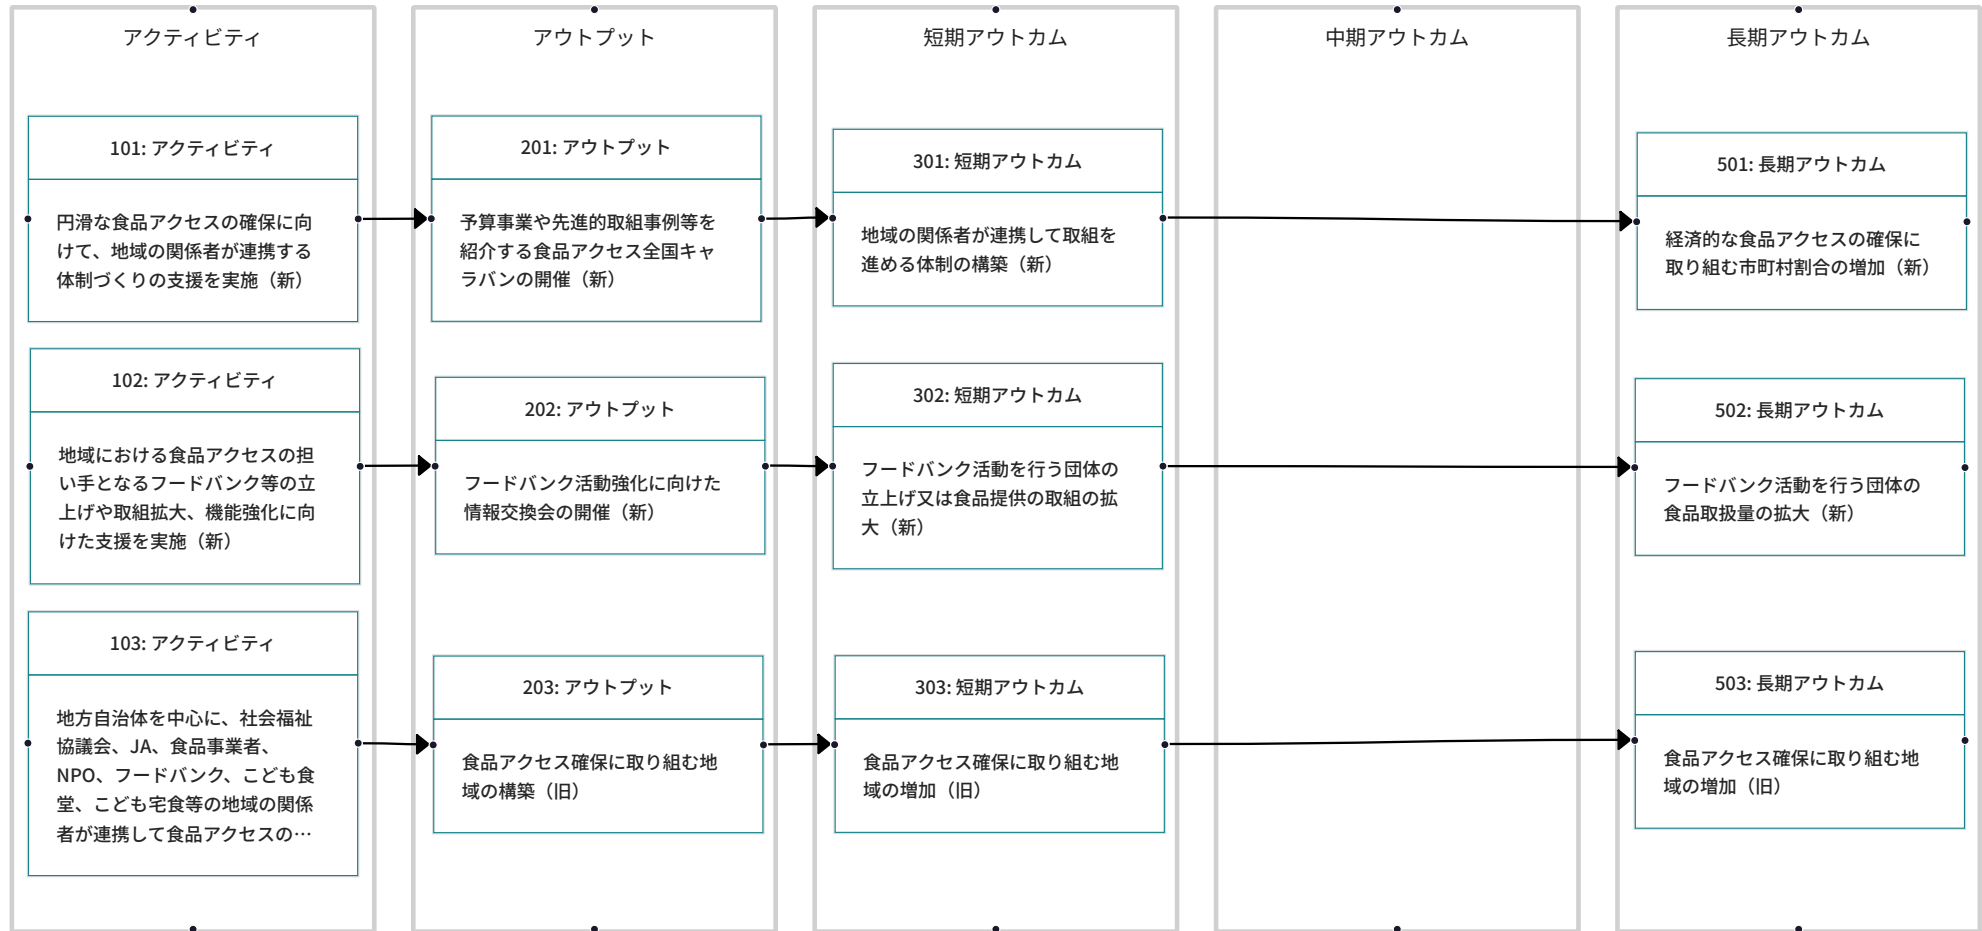 アクティビティ
アウトプット
短期アウトカム
中期アウトカム
長期アウトカム
101: アクティビティ
円滑な食品アクセスの確保に向
けて、地域の関係者が連携する
体制づくりの支援を実施（新）
201: アウトプット
予算事業や先進的取組事例等を
紹介する食品アクセス全国キャ
ラバンの開催（新）
301: 短期アウトカム
地域の関係者が連携して取組を
進める体制の構築（新）
501: 長期アウトカム
経済的な食品アクセスの確保に
取り組む市町村割合の増加（新）
102: アクティビティ
地域における食品アクセスの担
い手となるフードバンク等の立
上げや取組拡大、機能強化に向
けた支援を実施（新）
202: アウトプット
フードバンク活動強化に向けた
情報交換会の開催（新）
302: 短期アウトカム
フードバンク活動を行う団体の
立上げ又は食品提供の取組の拡
大（新）
502: 長期アウトカム
フードバンク活動を行う団体の
食品取扱量の拡大（新）
103: アクティビティ
地方自治体を中心に、社会福祉
協議会、JA、食品事業者、
NPO、フードバンク、こども食
堂、こども宅食等の地域の関係
者が連携して食品アクセスの…
203: アウトプット
食品アクセス確保に取り組む地
域の構築（旧）
303: 短期アウトカム
食品アクセス確保に取り組む地
域の増加（旧）
503: 長期アウトカム
食品アクセス確保に取り組む地
域の増加（旧）